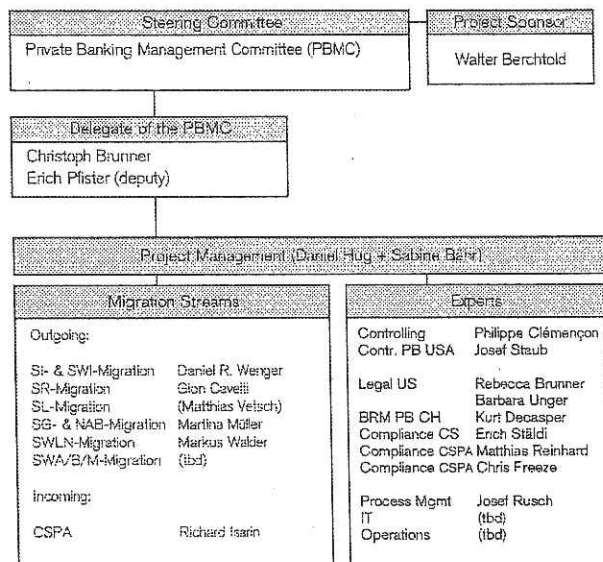 Steering Committee
Private Banking Management Committee (PBMC)
Project Sponsor
Walter Berchtold
Delegate of the PBMC
Christoph Brunner
Erich Pfister (deputy)
Project Management (Daniel Hug + Sabine Bähr)
Migration Streams
Outgoing:
SI- & SWI-Migration Daniel R. Wenger
SR-Migration Gion Cavelti
SL-Migration (Matthias Vetsch)
SG- & NAB-Migration Martina Müller
SWLN-Migration Markus Walder
SWA/B/M-Migration (tbd)
Incoming:
CSPA Richard Isarin
Experts
Controlling Philippe Clémençon
Contr. PB USA Josef Staub
Legal US Rebecca Brunner
Barbara Unger
BRM PB CH Kurt Decasper
Compliance CS Erich Stäldi
Compliance CSPA Matthias Reinhard
Compliance CSPA Chris Freeze
Process Mgmt Josef Rusch
IT (tbd)
Operations (tbd)